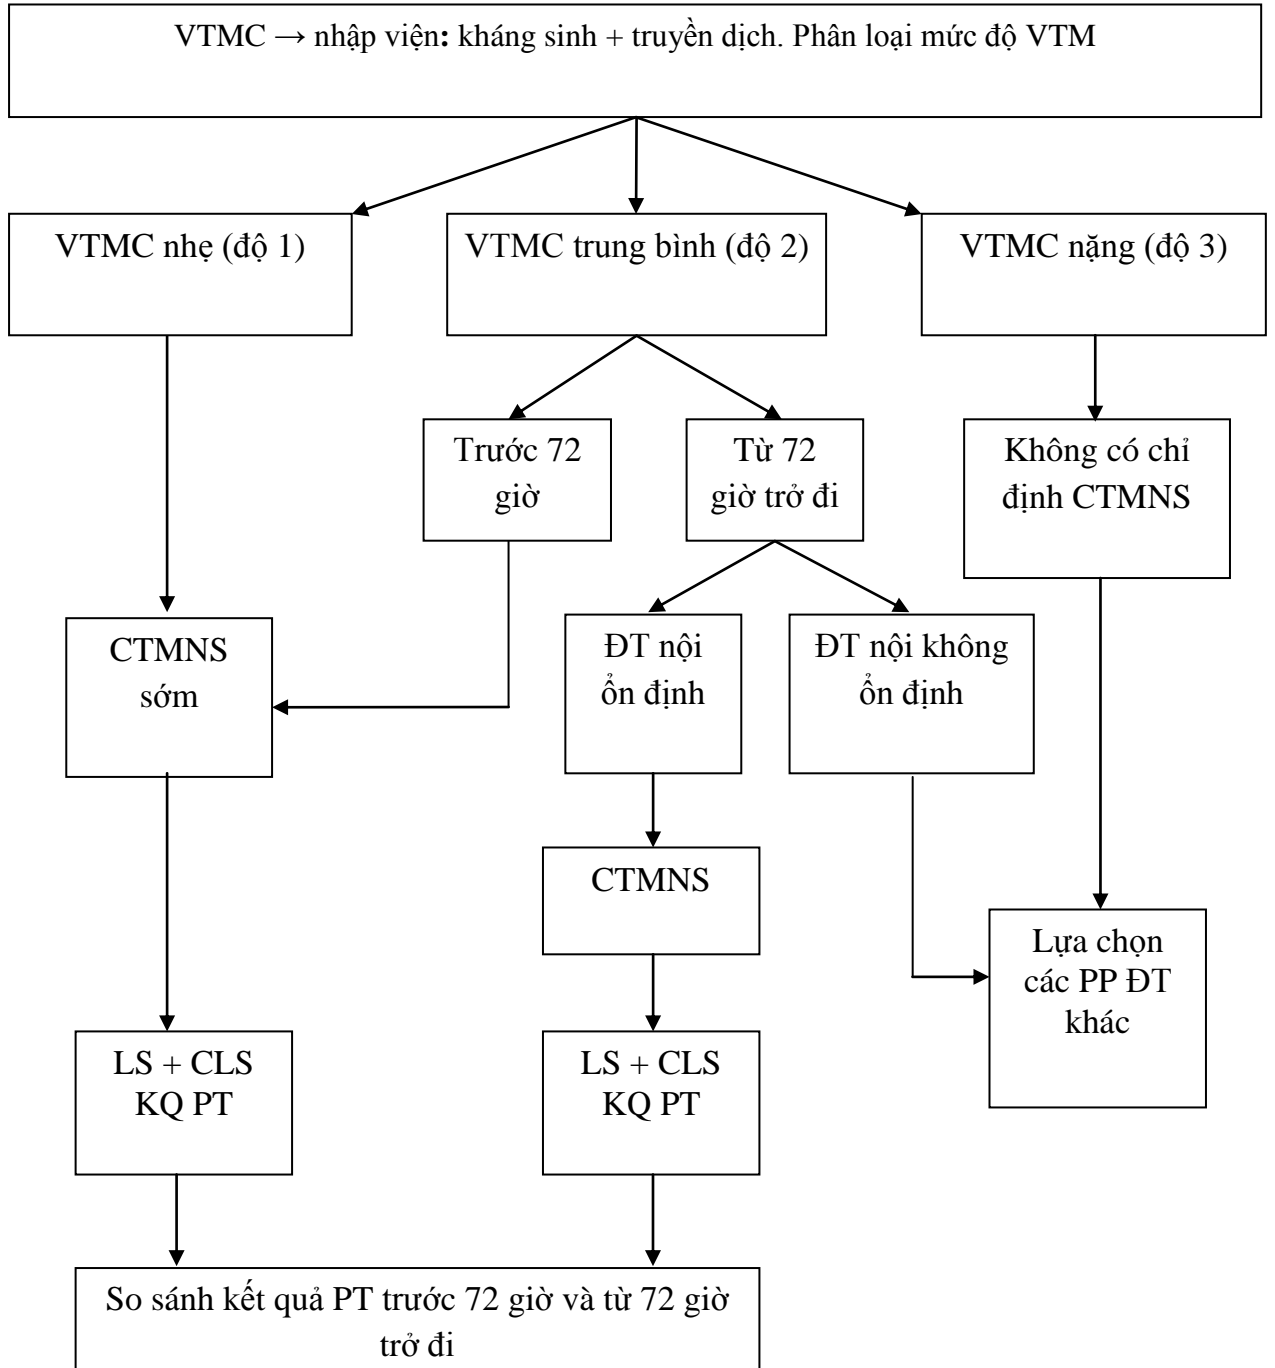 VTMC → nhập viện: kháng sinh + truyền dịch. Phân loại mức độ VTM
VTMC nhẹ (độ 1)
VTMC trung bình (độ 2)
VTMC nặng (độ 3)
Trước 72
giờ
Từ 72
giờ trở đi
Không có chỉ
định CTMNS
CTMNS
sớm
ĐT nội
ổn định
ĐT nội không
ổn định
CTMNS
Lựa chọn
các PP ĐT
khác
LS + CLS
KQ PT
LS + CLS
KQ PT
So sánh kết quả PT trước 72 giờ và từ 72 giờ
trở đi